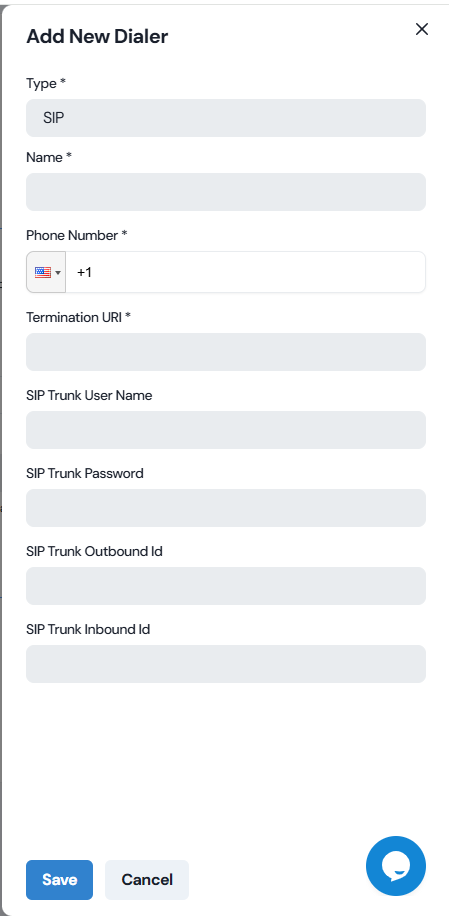 Add New Dialer
Type *
SIP
Name *
Phone Number *
+1
Termination URI *
SIP Trunk User Name
SIP Trunk Password
SIP Trunk Outbound Id
SIP Trunk Inbound Id
Save Cancel